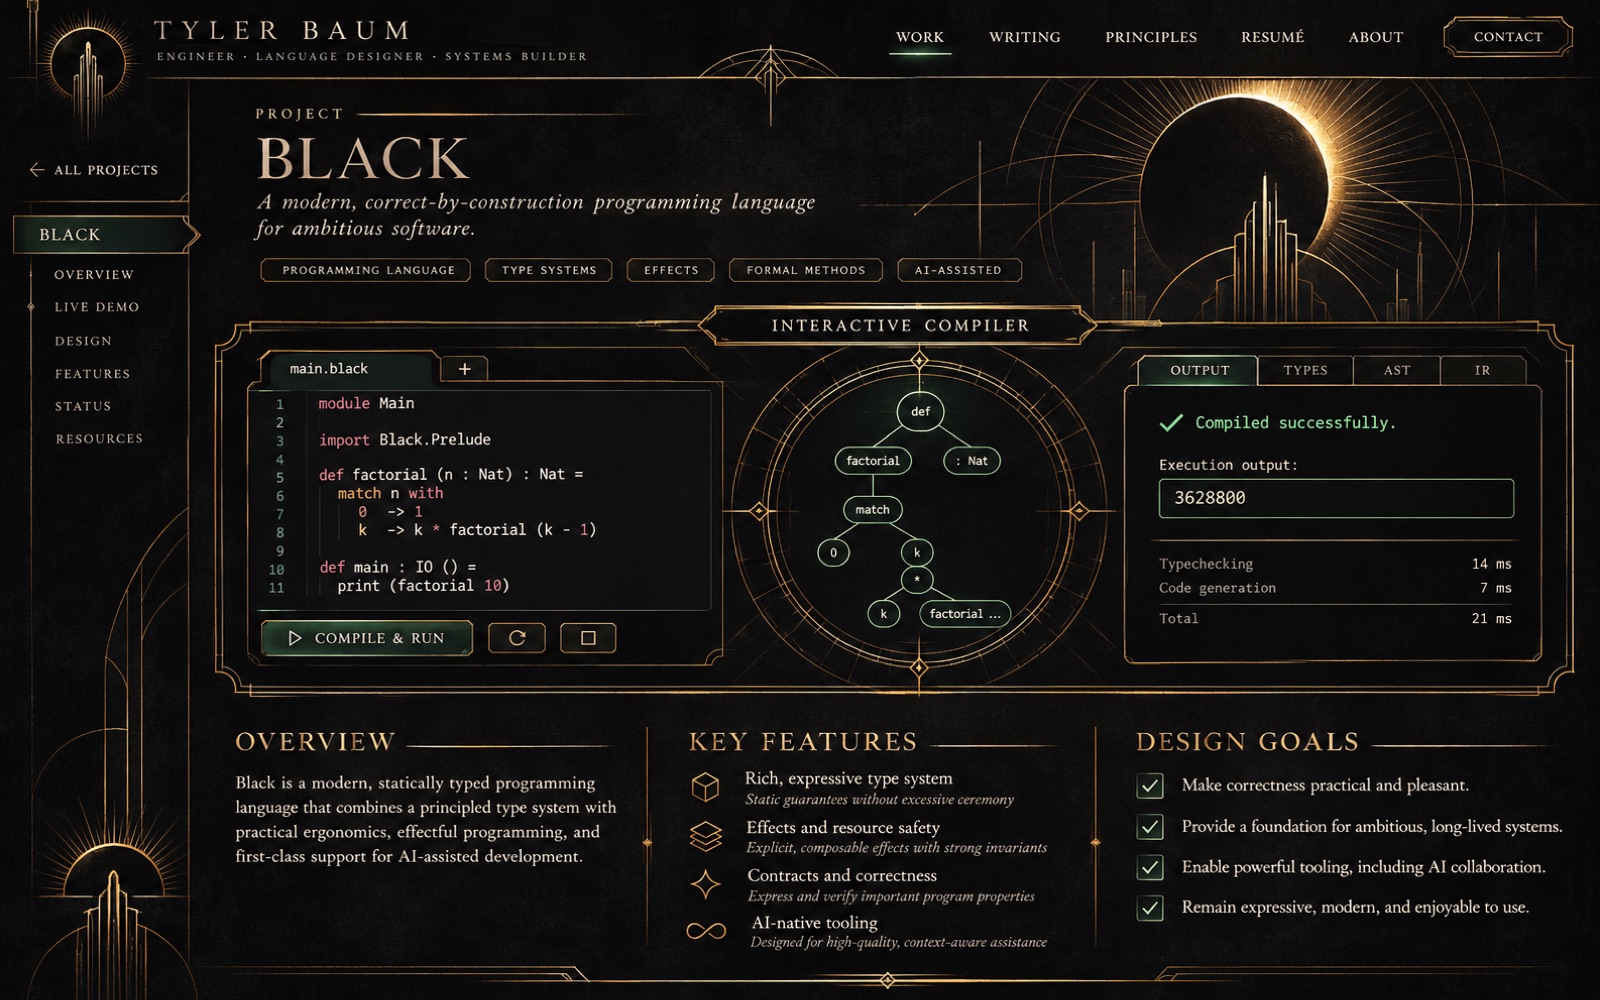 TYLER BAUM
ENGINEER · LANGUAGE DESIGNER · SYSTEMS BUILDER
WORK
WRITING
PRINCIPLES
RESUMÉ
ABOUT
CONTACT
← ALL PROJECTS
BLACK
OVERVIEW
LIVE DEMO
DESIGN
FEATURES
STATUS
RESOURCES
PROJECT
BLACK
A modern, correct-by-construction programming language
for ambitious software.
PROGRAMMING LANGUAGE
TYPE SYSTEMS
EFFECTS
FORMAL METHODS
AI-ASSISTED
INTERACTIVE COMPILER
main.black
+
1 module Main
2
3 import Black.Prelude
4
5 def factorial (n : Nat) : Nat =
6 match n with
7 0 -> 1
8 k -> k * factorial (k - 1)
9
10 def main : IO () =
11 print (factorial 10)
COMPILE & RUN
def
factorial
: Nat
match
0
k
*
k
factorial ...
OUTPUT
TYPES
AST
IR
Compiled successfully.
Execution output:
3628800
Typechecking 14 ms
Code generation 7 ms
Total 21 ms
OVERVIEW
Black is a modern, statically typed programming
language that combines a principled type system with
practical ergonomics, effectful programming, and
first-class support for AI-assisted development.
KEY FEATURES
Rich, expressive type system
Static guarantees without excessive ceremony
Effects and resource safety
Explicit, composable effects with strong invariants
Contracts and correctness
Express and verify important program properties
AI-native tooling
Designed for high-quality, context-aware assistance
DESIGN GOALS
Make correctness practical and pleasant.
Provide a foundation for ambitious, long-lived systems.
Enable powerful tooling, including AI collaboration.
Remain expressive, modern, and enjoyable to use.